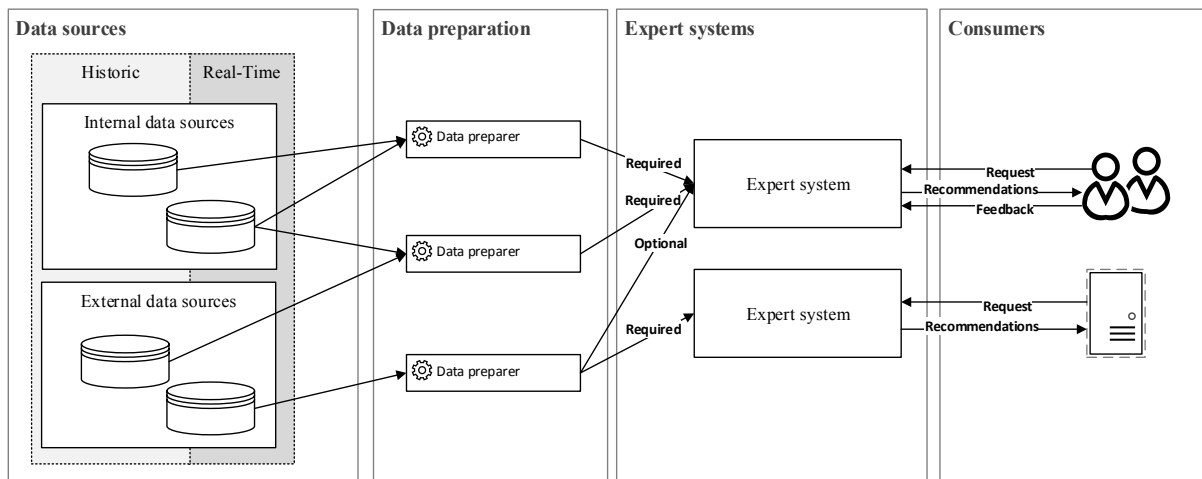 Data sources
Data preparation
Expert systems
Consumers
Historic
Real-Time
Internal data sources
External data sources
Data preparer
Data preparer
Data preparer
Required
Required
Optional
Required
Expert system
Expert system
Request
Recommendations
Feedback
Request
Recommendations